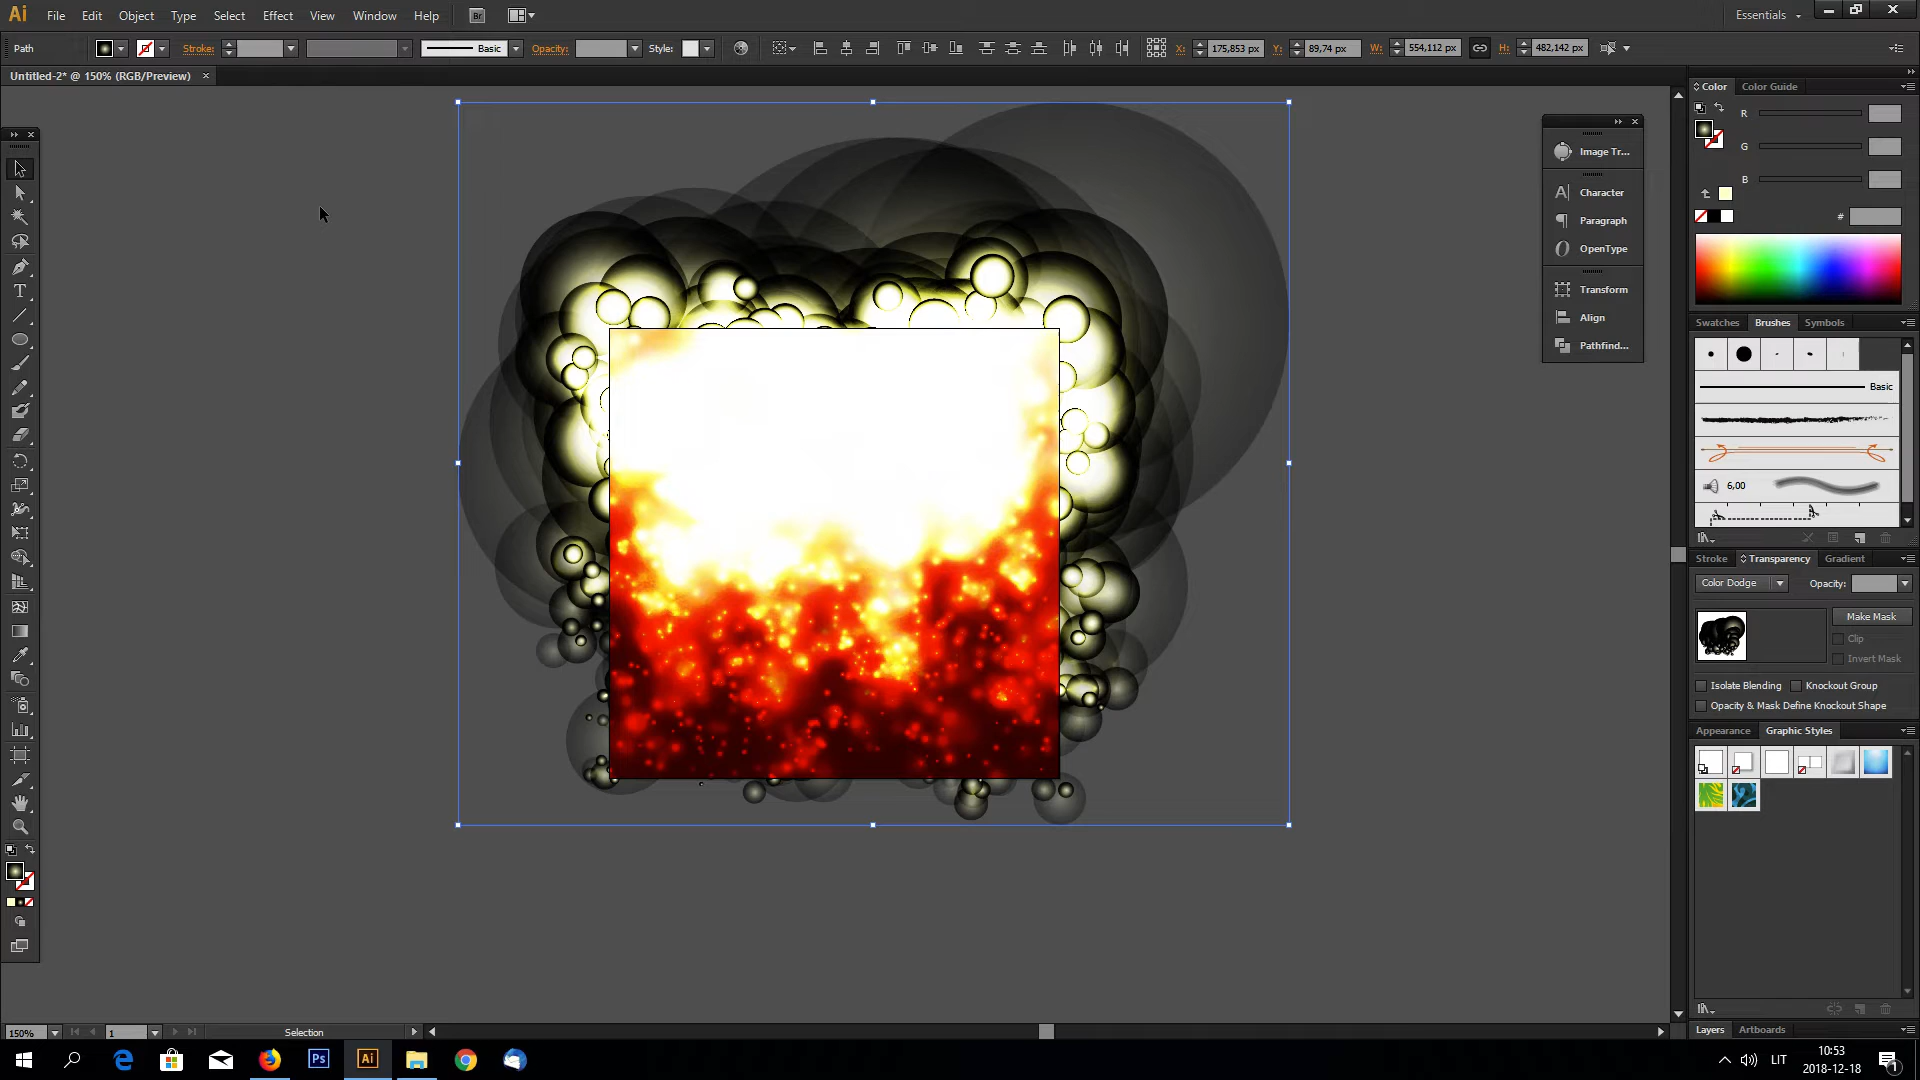 Ai File Edit Object Type Select Effect View Window Help Br Essentials
Path Stroke: Basic Opacity: Style: X: 175,853 px Y: 89,74 px W: 554,112 px H: 482,142 px
Untitled-2* @ 150% (RGB/Preview)
Color Color Guide
R
G
B
#
Image Tr...
Character
Paragraph
OpenType
Transform
Align
Pathfind...
Swatches Brushes Symbols
Basic
6,00
Stroke Transparency Gradient
Color Dodge Opacity:
Make Mask
Clip
Invert Mask
Isolate Blending Knockout Group
Opacity & Mask Define Knockout Shape
Appearance Graphic Styles
Layers Artboards
150% 1 Selection
Ps Ai LIT
10:53
2018-12-18
1